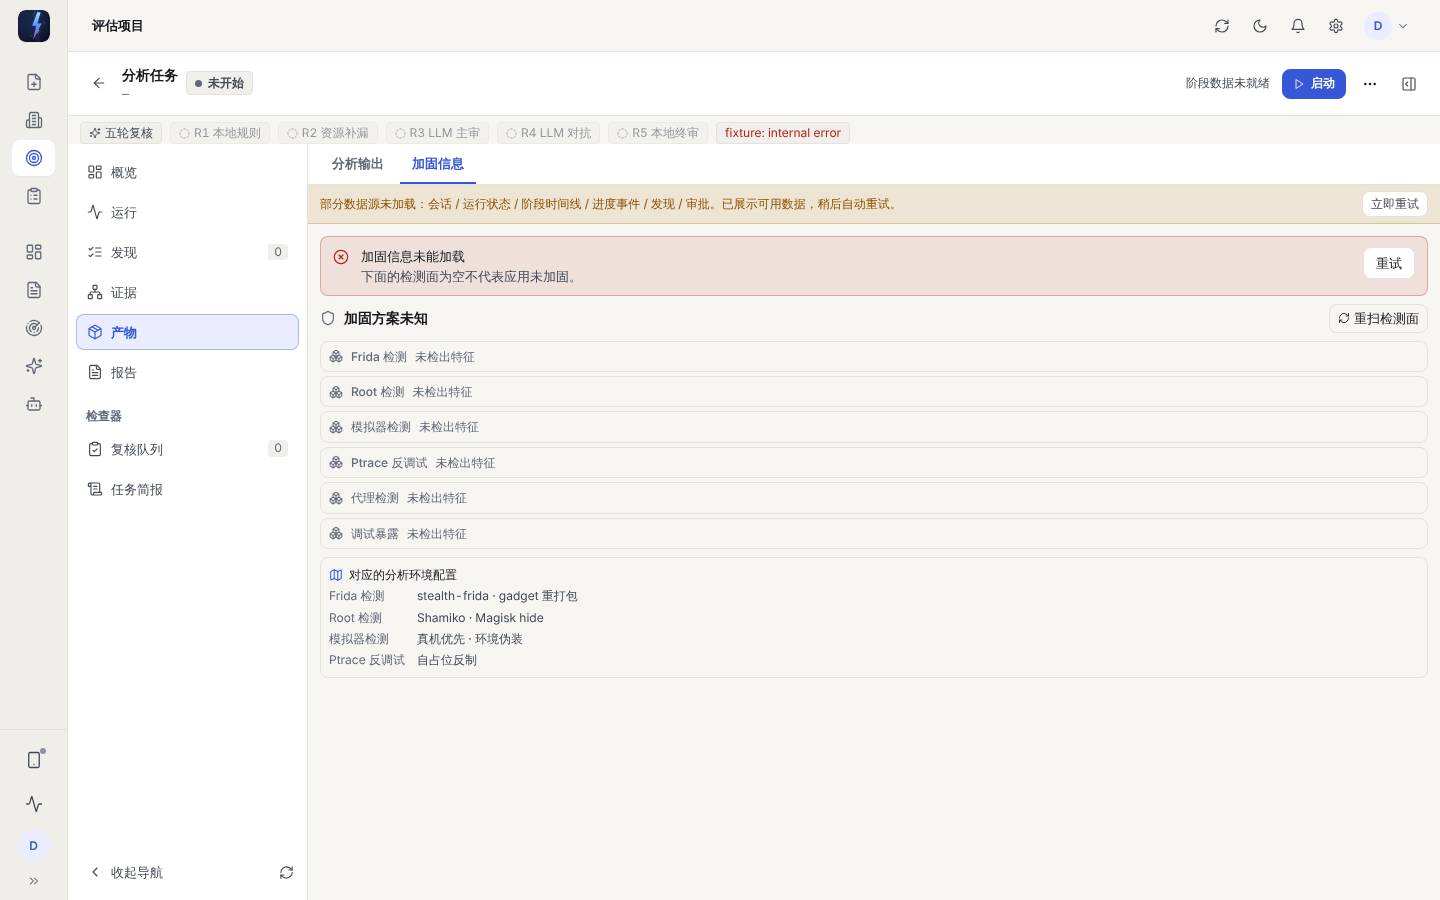 评估项目
D
分析任务
未开始
—
阶段数据未就绪
启动
五轮复核
R1 本地规则
R2 资源补漏
R3 LLM 主审
R4 LLM 对抗
R5 本地终审
fixture: internal error
概览
运行
发现
0
证据
产物
报告
检查器
复核队列
0
任务简报
收起导航
D
分析输出
加固信息
部分数据源未加载：会话 / 运行状态 / 阶段时间线 / 进度事件 / 发现 / 审批。已展示可用数据，稍后自动重试。
立即重试
加固信息未能加载
下面的检测面为空不代表应用未加固。
重试
加固方案未知
重扫检测面
Frida 检测 未检出特征
Root 检测 未检出特征
模拟器检测 未检出特征
Ptrace 反调试 未检出特征
代理检测 未检出特征
调试暴露 未检出特征
对应的分析环境配置
Frida 检测 stealth-frida · gadget 重打包
Root 检测 Shamiko · Magisk hide
模拟器检测 真机优先 · 环境伪装
Ptrace 反调试 自占位反制